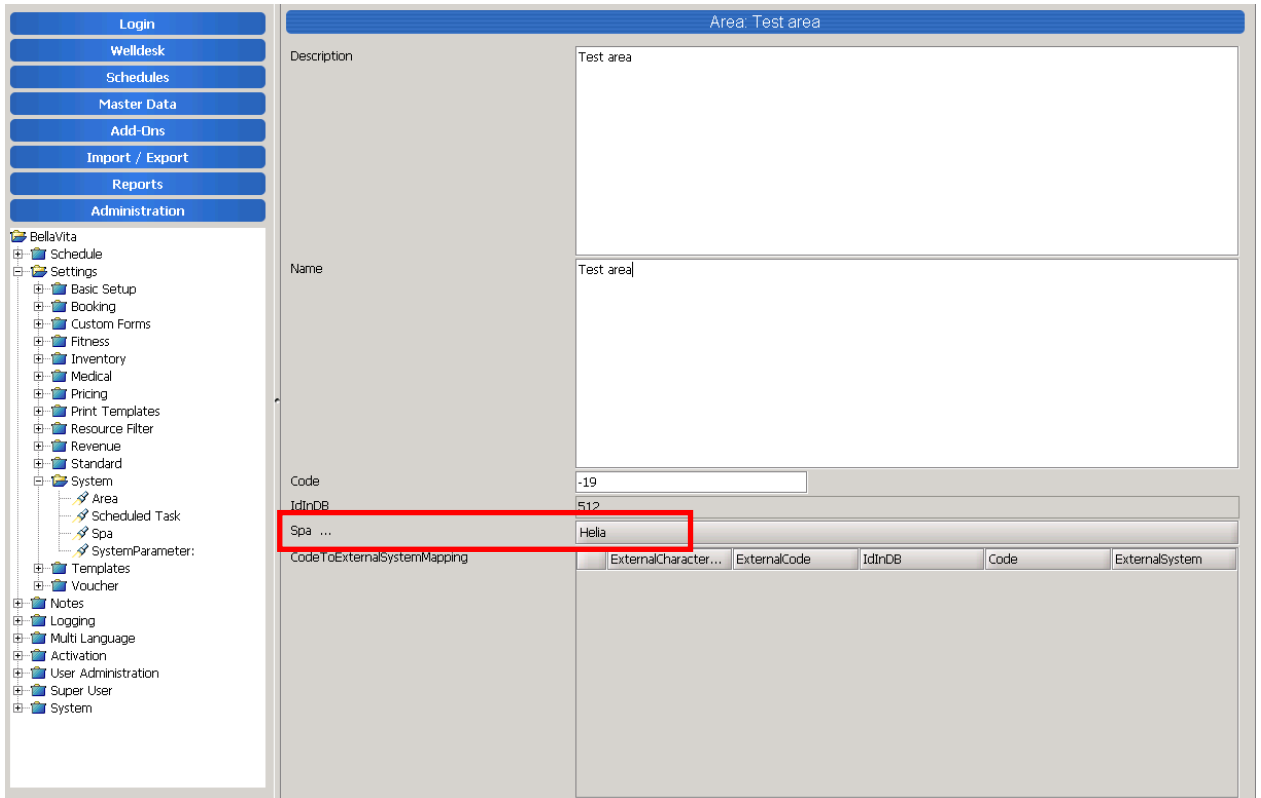 Login
Welldesk
Schedules
Master Data
Add-Ons
Import / Export
Reports
Administration
BellaVita
Schedule
Settings
Basic Setup
Booking
Custom Forms
Fitness
Inventory
Medical
Pricing
Print Templates
Resource Filter
Revenue
Standard
System
Area
Scheduled Task
Spa
SystemParameter:
Templates
Voucher
Notes
Logging
Multi Language
Activation
User Administration
Super User
System
Area: Test area
Description Test area
Name Test area
Code -19
IdInDB 512
Spa ... Helia
CodeToExternalSystemMapping ExternalCharacter... ExternalCode IdInDB Code ExternalSystem